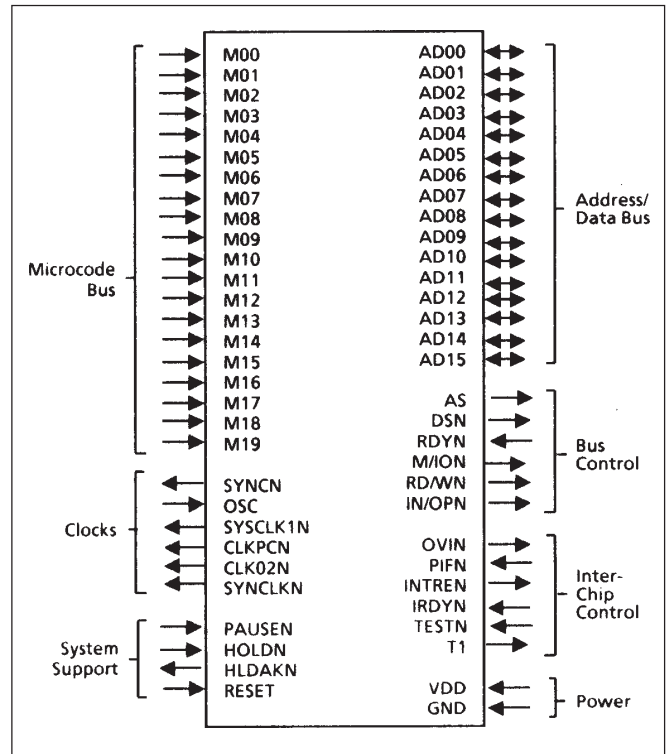 Microcode
Bus
M00
M01
M02
M03
M04
M05
M06
M07
M08
M09
M10
M11
M12
M13
M14
M15
M16
M17
M18
M19
Clocks
SYNCN
OSC
SYSCLK1N
CLKPCN
CLK02N
SYNCLKN
System
Support
PAUSEN
HOLDN
HLDAKN
RESET
AD00
AD01
AD02
AD03
AD04
AD05
AD06
AD07
AD08
AD09
AD10
AD11
AD12
AD13
AD14
AD15
Address/
Data Bus
AS
DSN
RDYN
M/ION
RD/WN
IN/OPN
Bus
Control
OVIN
PIFN
INTREN
IRDYN
TESTN
T1
Inter-
Chip
Control
VDD
GND
Power